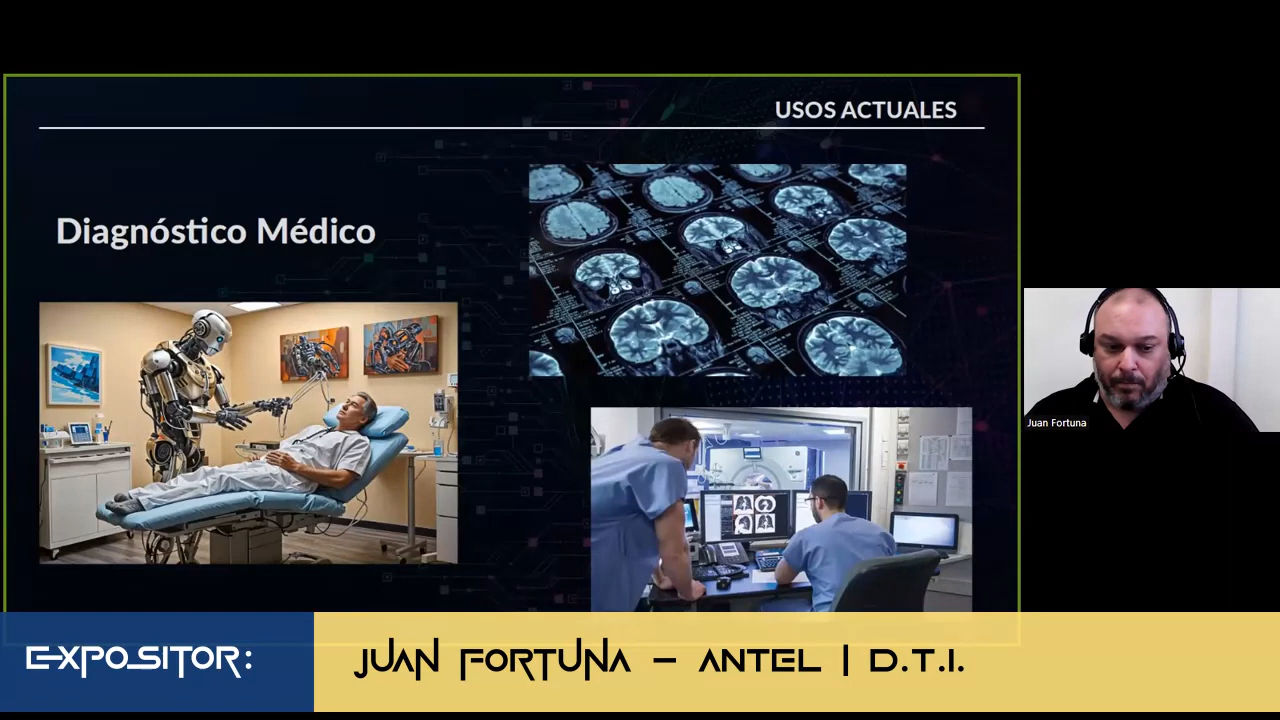 USOS ACTUALES
Diagnóstico Médico
Juan Fortuna
EXPOSITOR:
JUAN FORTUNA – ANTEL | D.T.I.